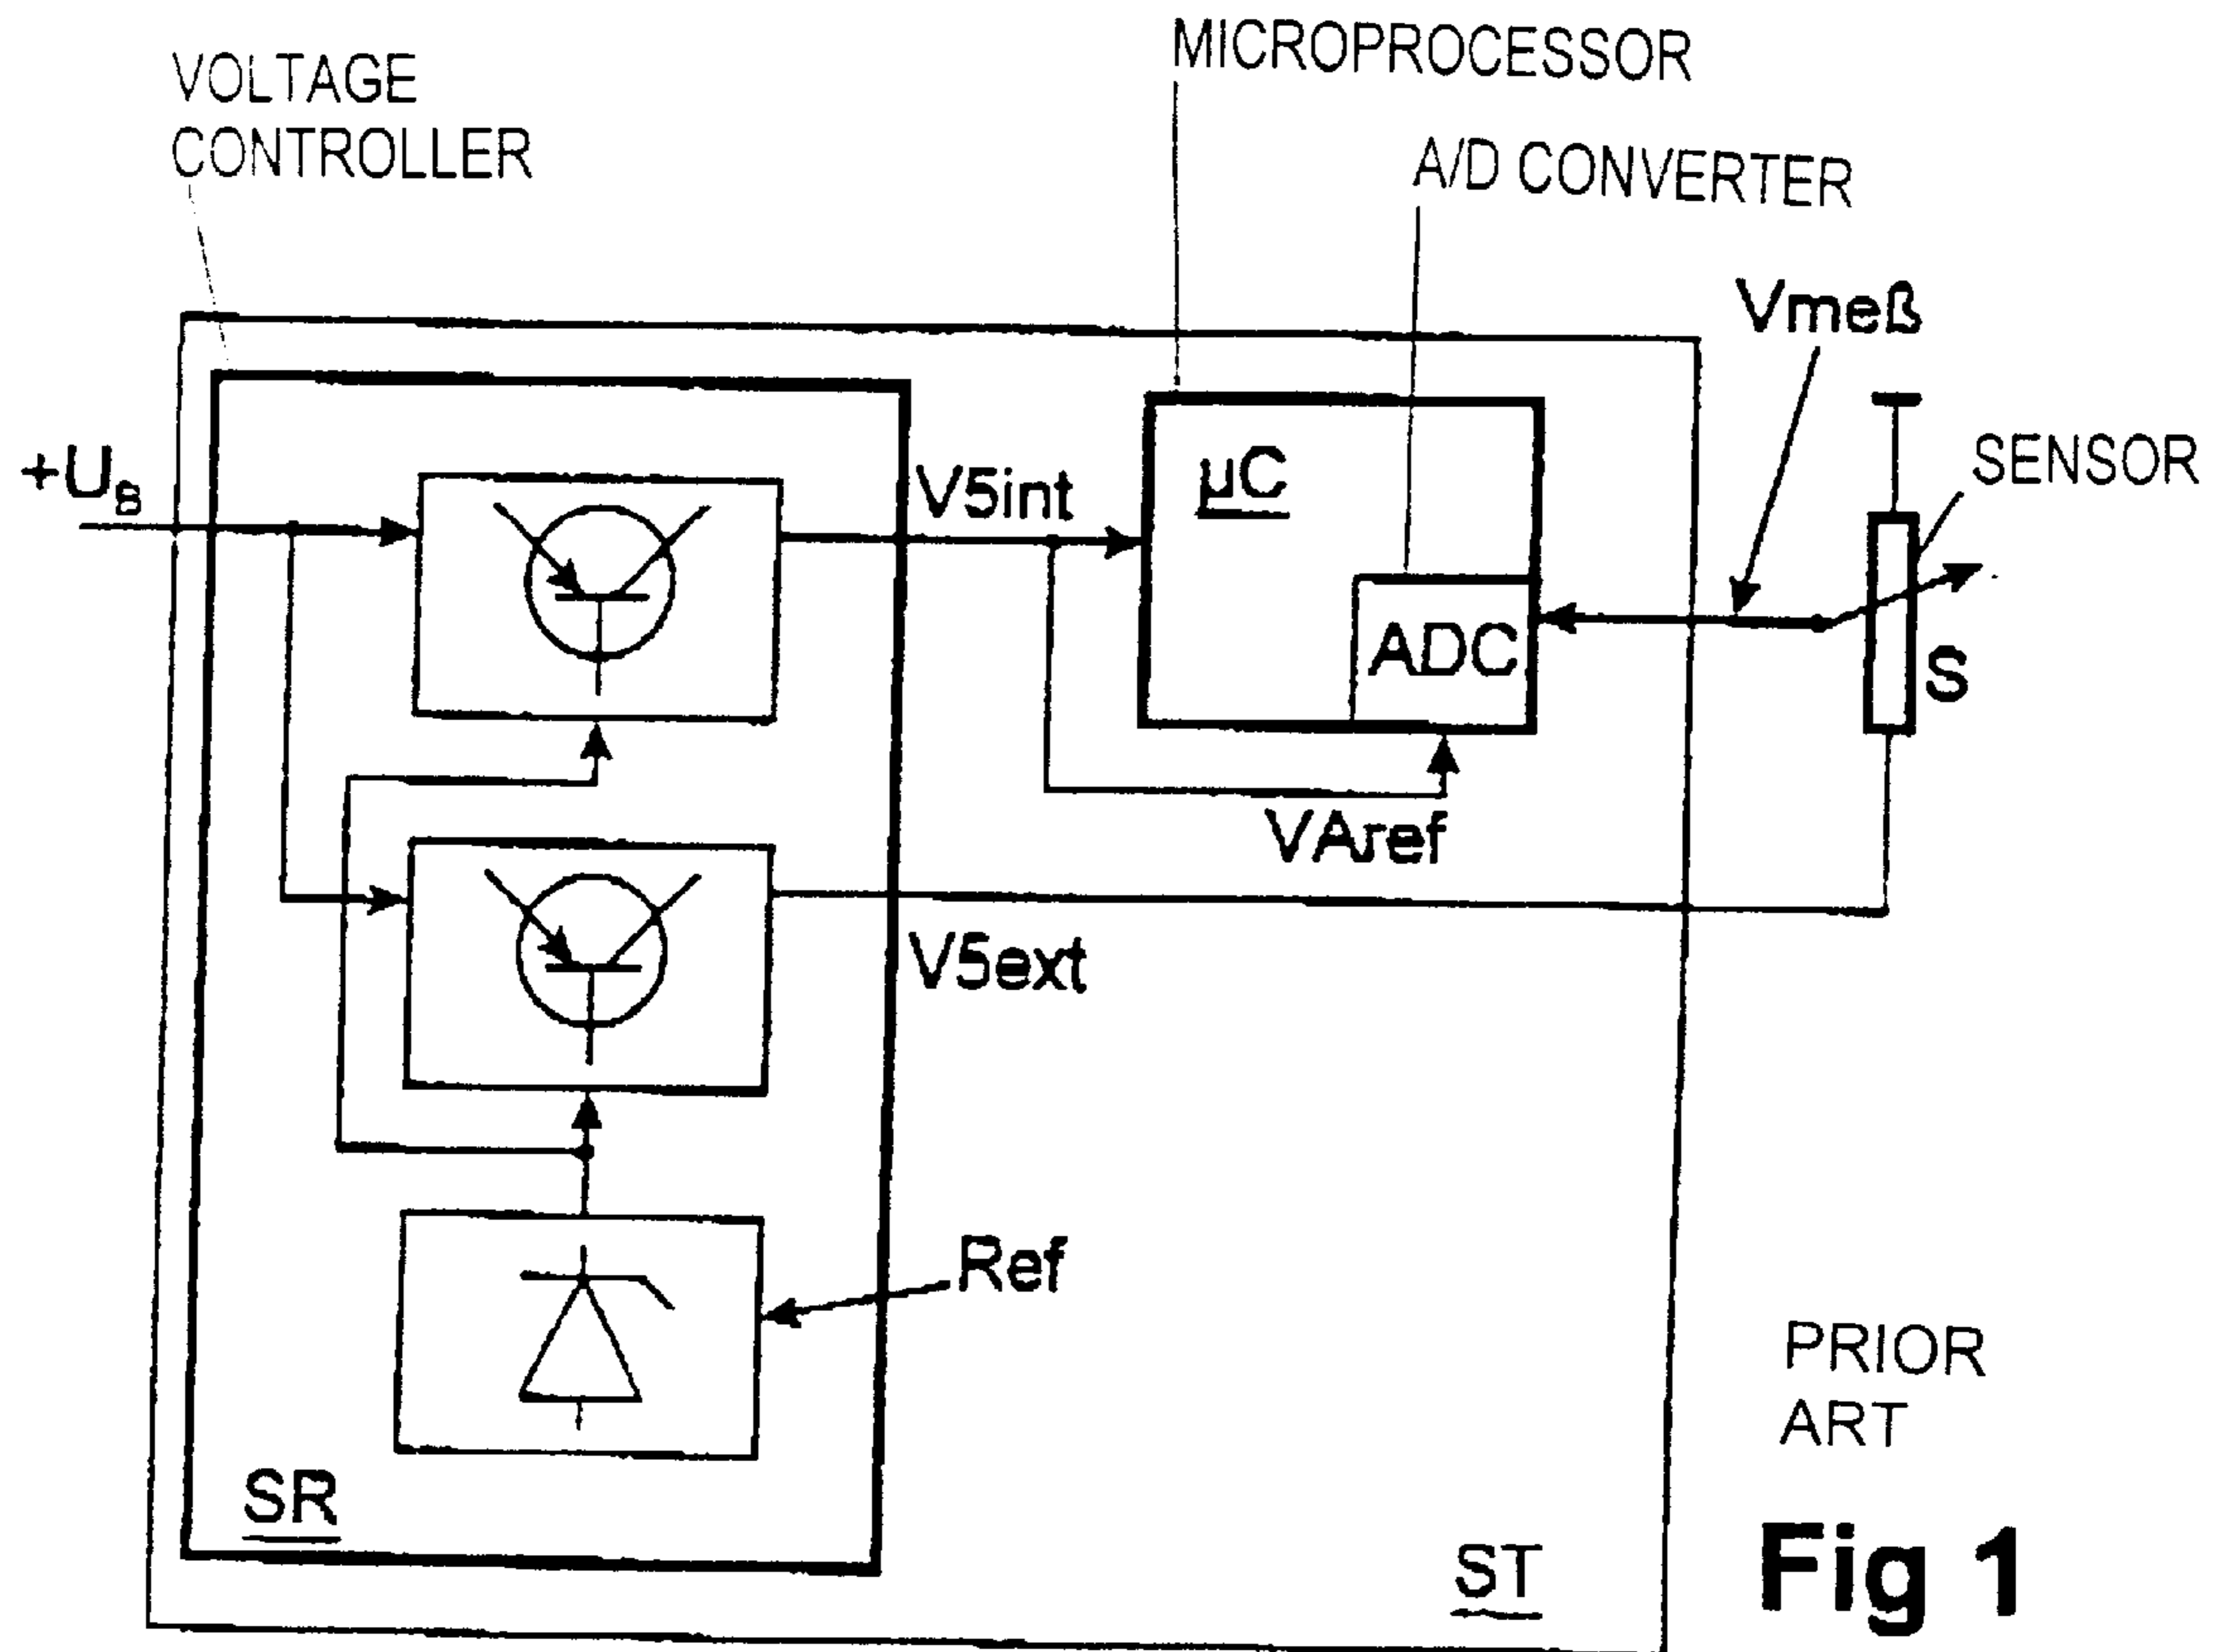 VOLTAGE
CONTROLLER
MICROPROCESSOR
A/D CONVERTER
Vmeß
SENSOR
+UB
V5int
µC
ADC
S
VAref
V5ext
Ref
SR
ST
PRIOR
ART
Fig 1